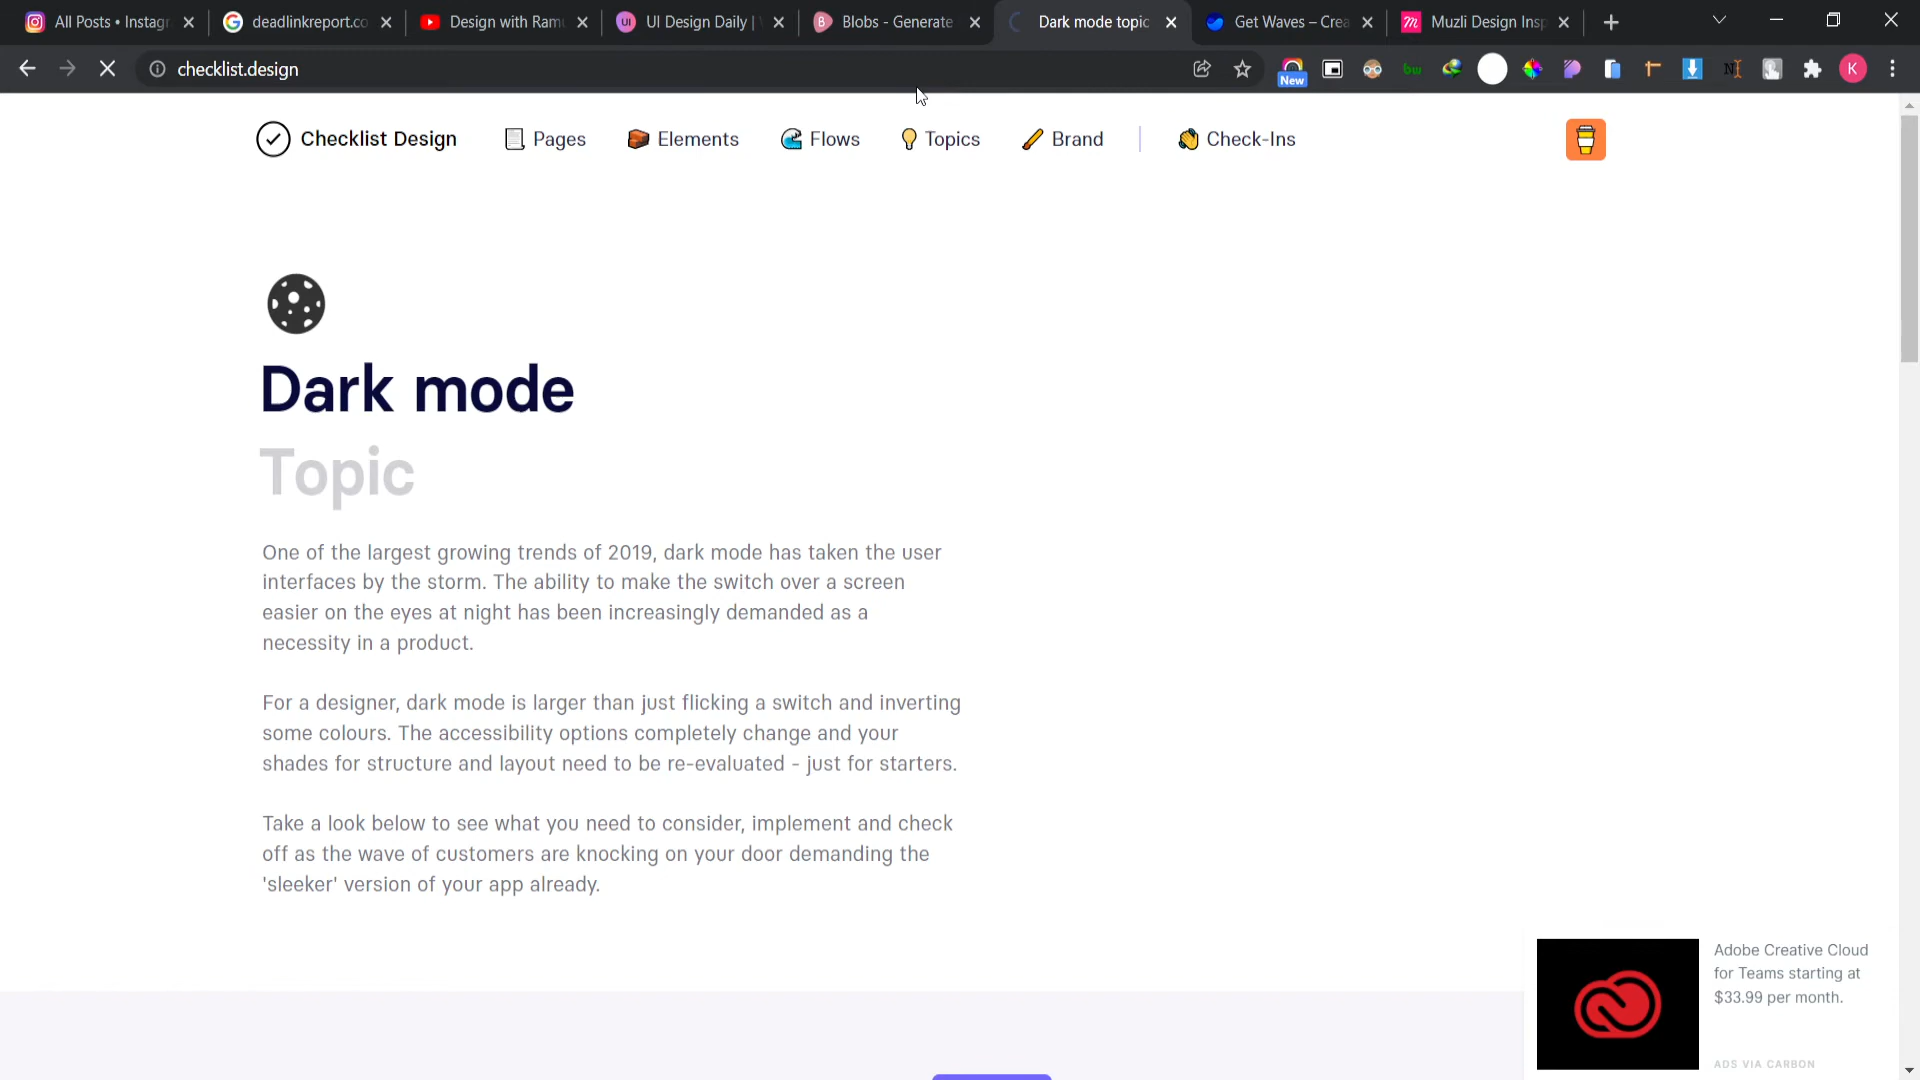 All Posts • Instagr
deadlinkreport.co
Design with Ramu
UI Design Daily |
Blobs - Generate
Dark mode topic
Get Waves – Crea
Muzli Design Insp
checklist.design
New
K
Checklist Design
Pages
Elements
Flows
Topics
Brand
Check-Ins
Dark mode
Topic
One of the largest growing trends of 2019, dark mode has taken the user
interfaces by the storm. The ability to make the switch over a screen
easier on the eyes at night has been increasingly demanded as a
necessity in a product.
For a designer, dark mode is larger than just flicking a switch and inverting
some colours. The accessibility options completely change and your
shades for structure and layout need to be re-evaluated - just for starters.
Take a look below to see what you need to consider, implement and check
off as the wave of customers are knocking on your door demanding the
'sleeker' version of your app already.
Adobe Creative Cloud
for Teams starting at
$33.99 per month.
ADS VIA CARBON